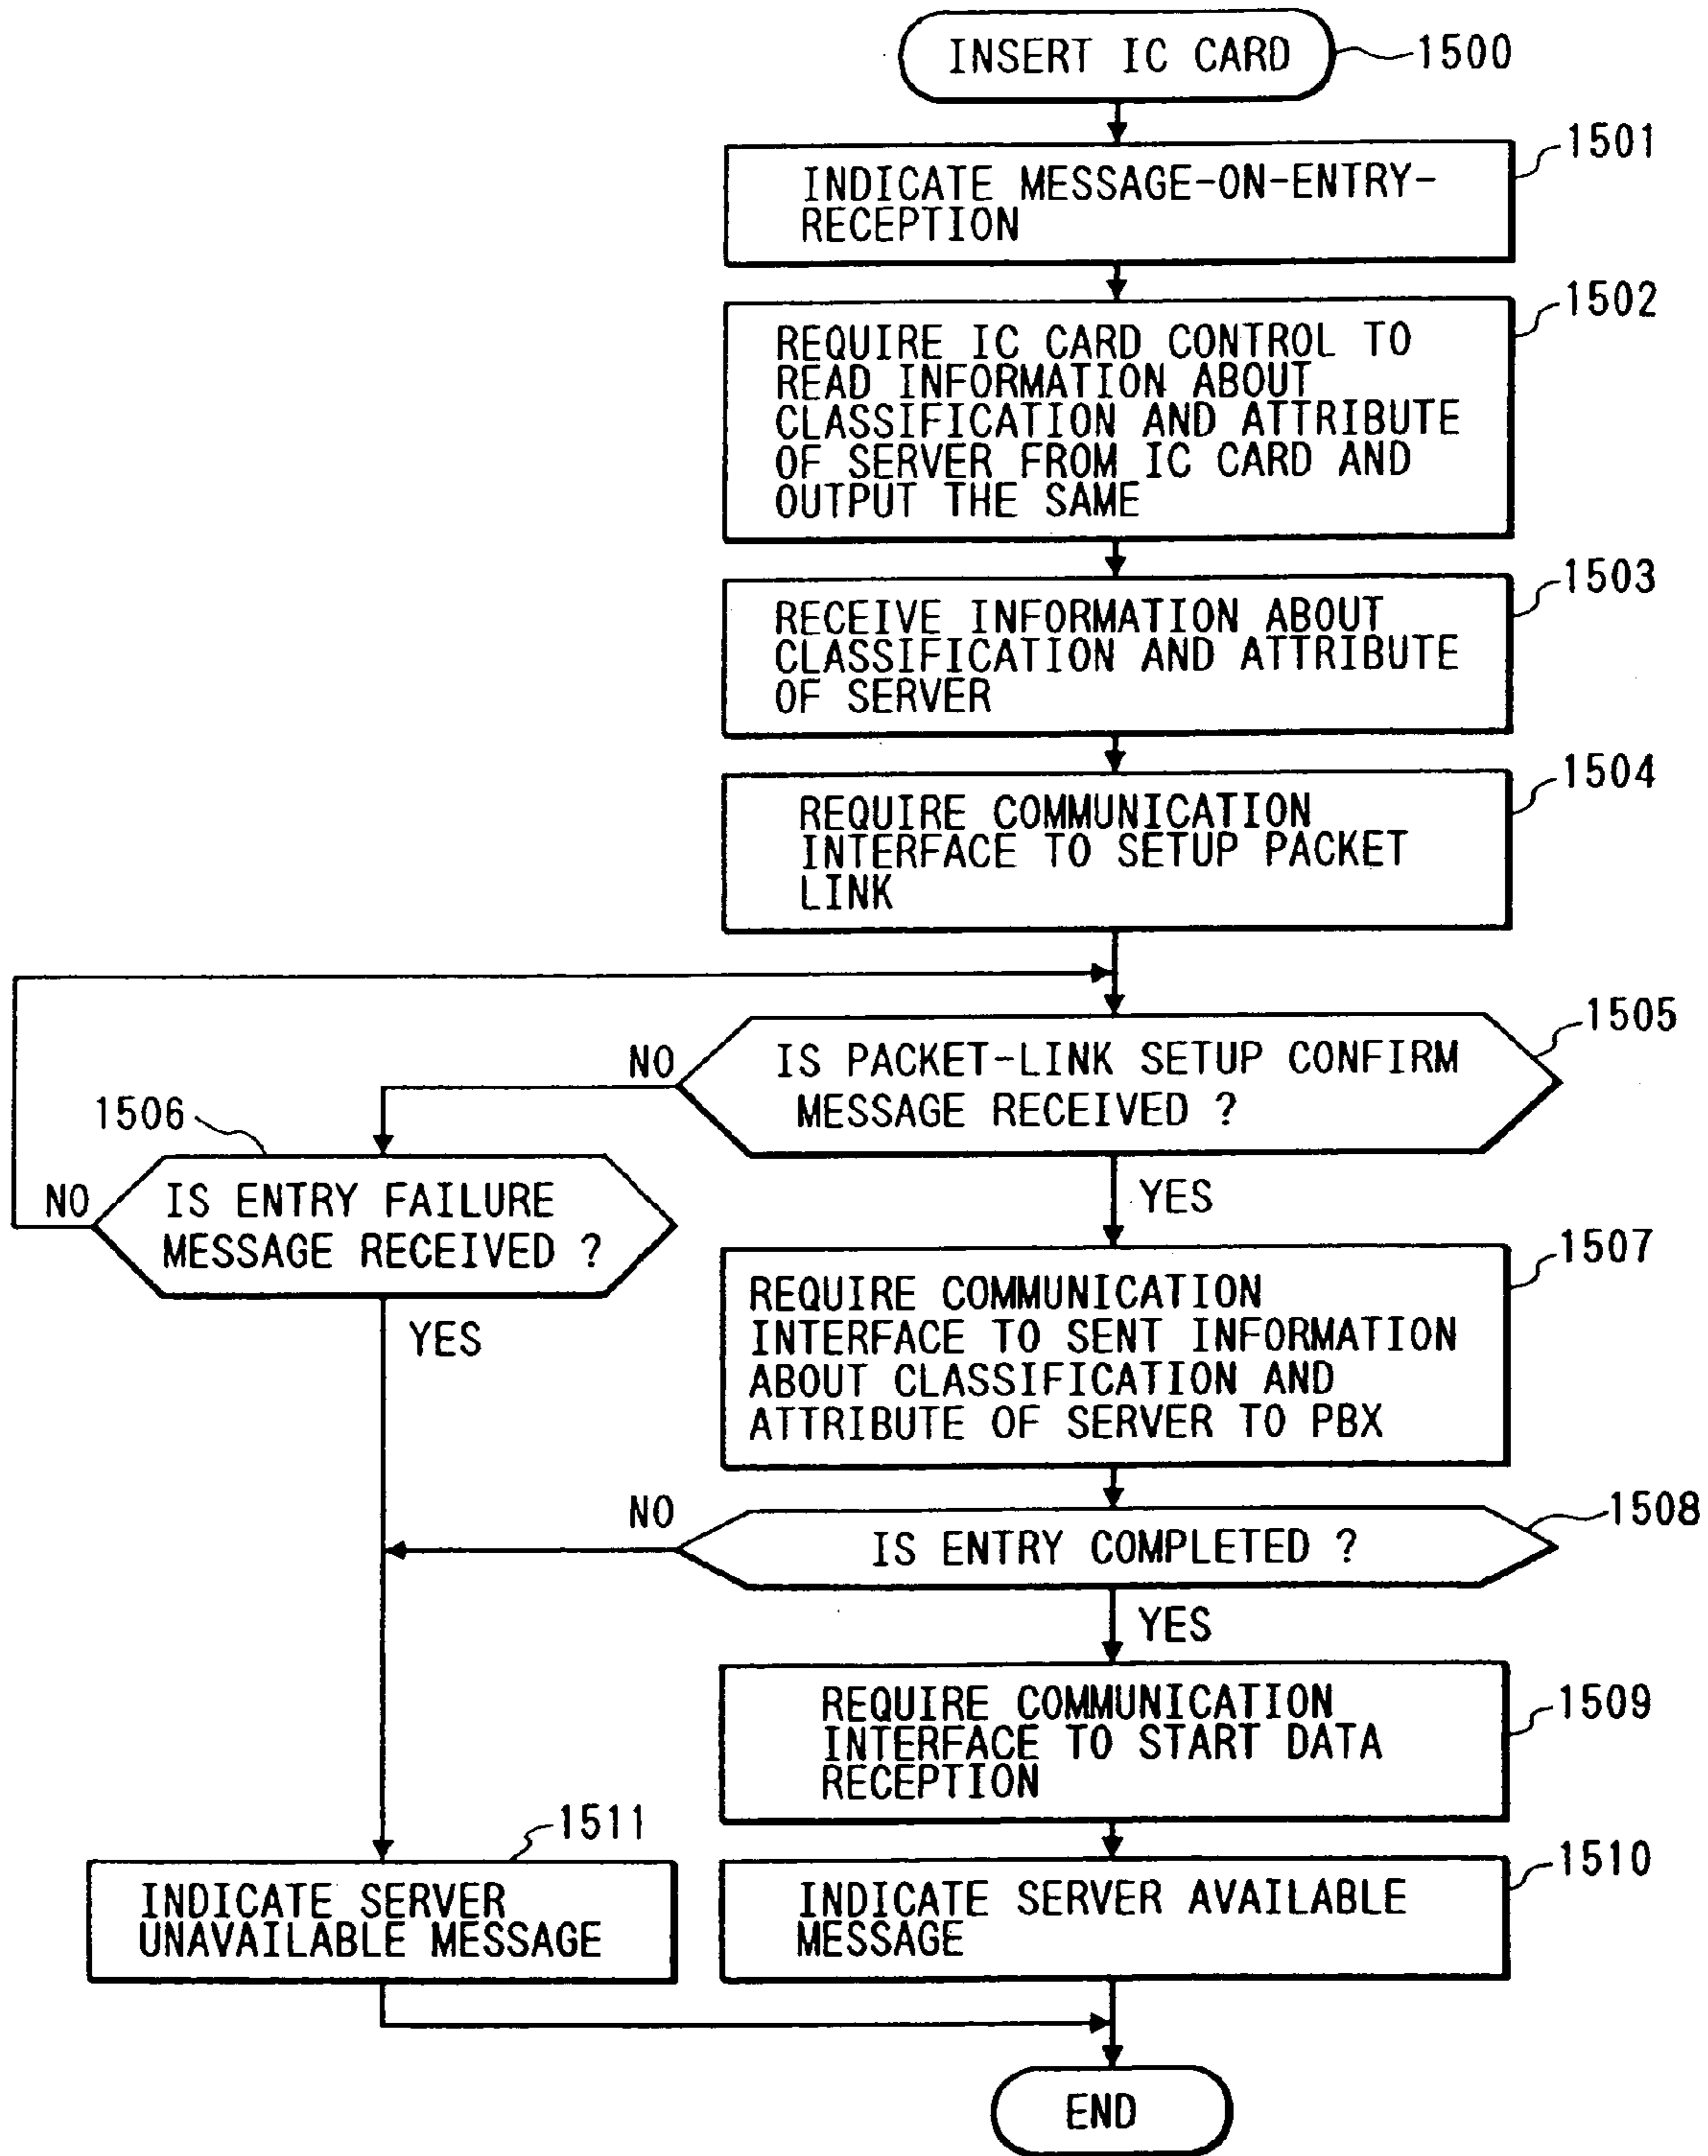 INSERT IC CARD
1500
1501
INDICATE MESSAGE-ON-ENTRY-
RECEPTION
1502
REQUIRE IC CARD CONTROL TO
READ INFORMATION ABOUT
CLASSIFICATION AND ATTRIBUTE
OF SERVER FROM IC CARD AND
OUTPUT THE SAME
1503
RECEIVE INFORMATION ABOUT
CLASSIFICATION AND ATTRIBUTE
OF SERVER
1504
REQUIRE COMMUNICATION
INTERFACE TO SETUP PACKET
LINK
1505
NO
IS PACKET-LINK SETUP CONFIRM
MESSAGE RECEIVED ?
1506
NO
IS ENTRY FAILURE
MESSAGE RECEIVED ?
YES
YES
1507
REQUIRE COMMUNICATION
INTERFACE TO SENT INFORMATION
ABOUT CLASSIFICATION AND
ATTRIBUTE OF SERVER TO PBX
NO
1508
IS ENTRY COMPLETED ?
YES
1509
REQUIRE COMMUNICATION
INTERFACE TO START DATA
RECEPTION
1511
INDICATE SERVER
UNAVAILABLE MESSAGE
1510
INDICATE SERVER AVAILABLE
MESSAGE
END